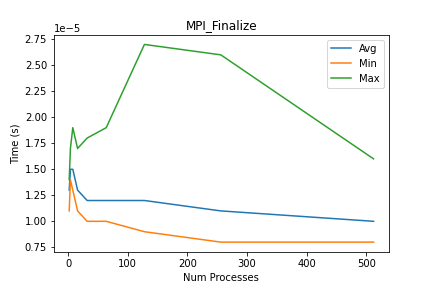 MPI_Finalize
1e−5
2.75
2.50
2.25
2.00
1.75
1.50
1.25
1.00
0.75
Time (s)
Avg
Min
Max
0 100 200 300 400 500
Num Processes